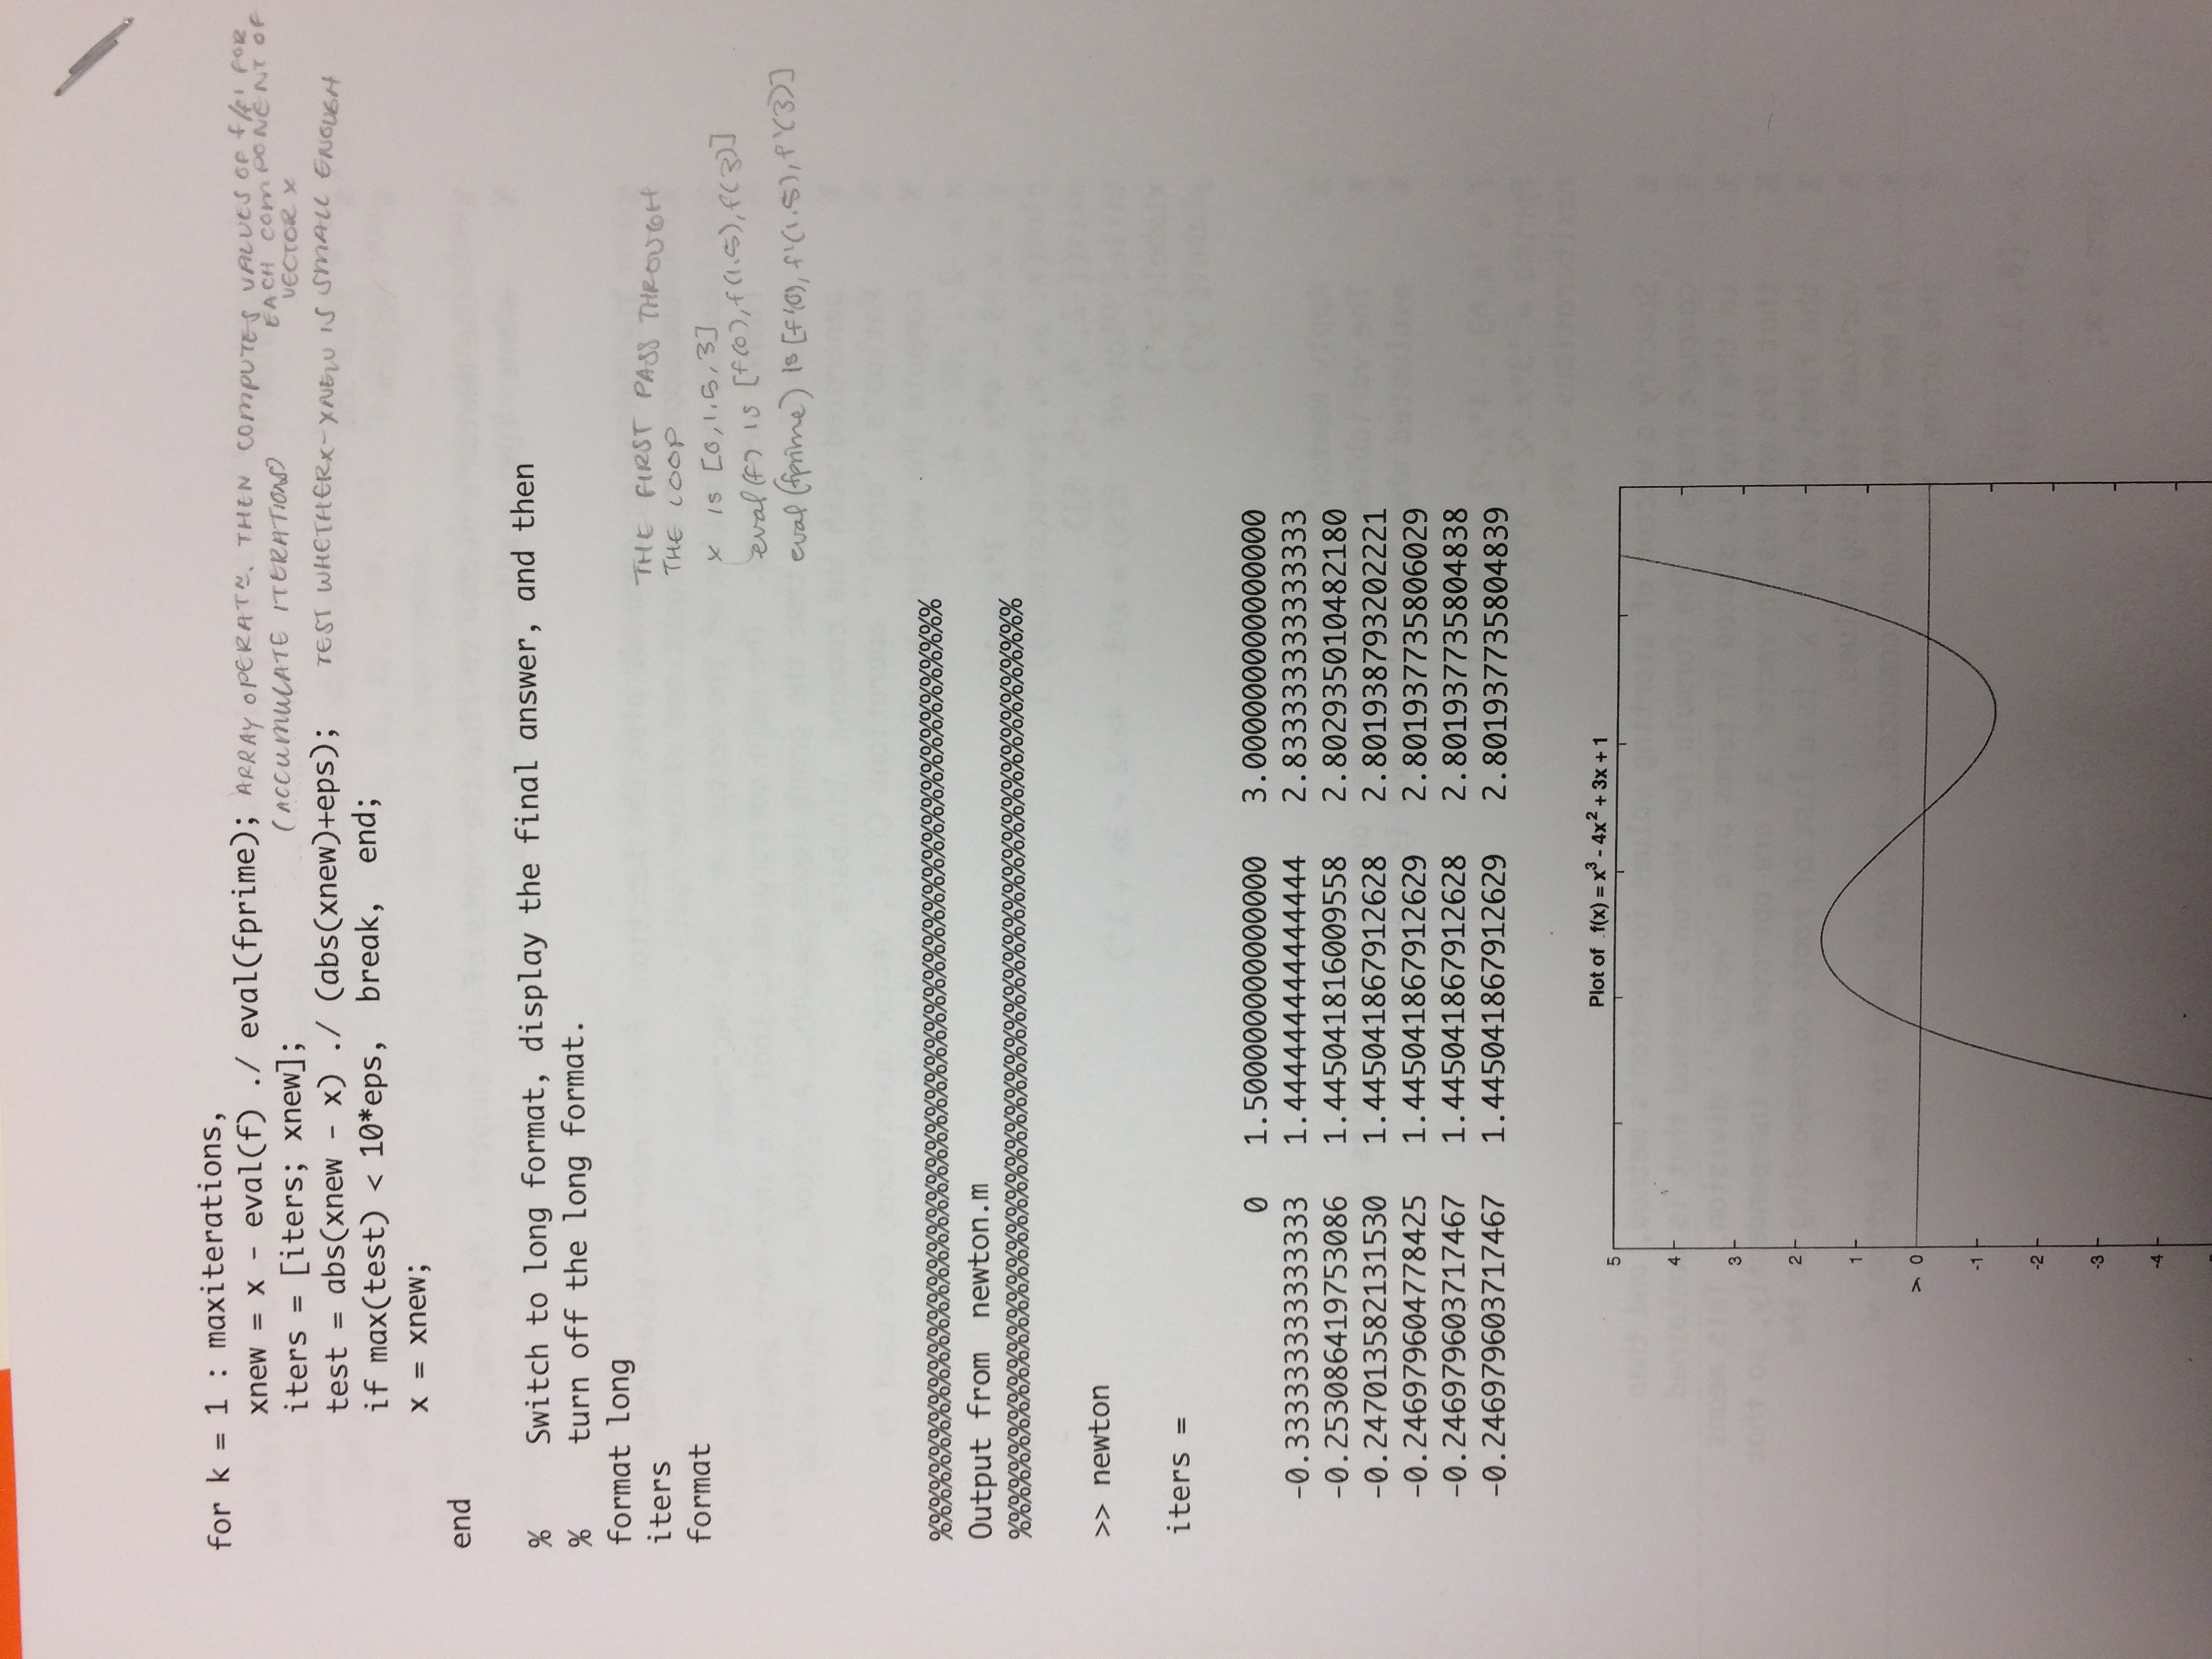 for k = 1 : maxiterations,
xnew = x - eval(f) ./ eval(fprime); ARRAY OPERATN. THEN COMPUTES VALUES OF f/f' FOR
EACH COMPONENT OF
VECTOR X
iters = [iters; xnew]; (ACCUMULATE ITERATIONS)
test = abs(xnew - x) ./ (abs(xnew)+eps); TEST WHETHER x-XNEW IS SMALL ENOUGH
if max(test) < 10*eps, break, end;
x = xnew;
end
% Switch to long format, display the final answer, and then
% turn off the long format.
format long
iters
format
THE FIRST PASS THROUGH
THE LOOP
x is [0,1.5,3]
eval(f) is [f(0),f(1.5),f(3)]
eval(fprime) is [f'(0), f'(1.5), f'(3)]
%%%%%%%%%%%%%%%%%%%%%%%%%%%%%%%%%%%%%%%%%%%%%%%%%%%%%%%
Output from newton.m
%%%%%%%%%%%%%%%%%%%%%%%%%%%%%%%%%%%%%%%%%%%%%%%%%%%%%%%
>> newton
iters =
0 1.500000000000000 3.000000000000000
-0.333333333333333 1.444444444444444 2.833333333333333
-0.253086419753086 1.445041816009558 2.802935010482180
-0.247013582131530 1.445041867912628 2.801938793202221
-0.246979604778425 1.445041867912629 2.801937735806029
-0.246979603717467 1.445041867912628 2.801937735804838
-0.246979603717467 1.445041867912629 2.801937735804839
Plot of f(x) = x³ - 4x² + 3x + 1
5
4
3
2
1
y 0
-1
-2
-3
-4